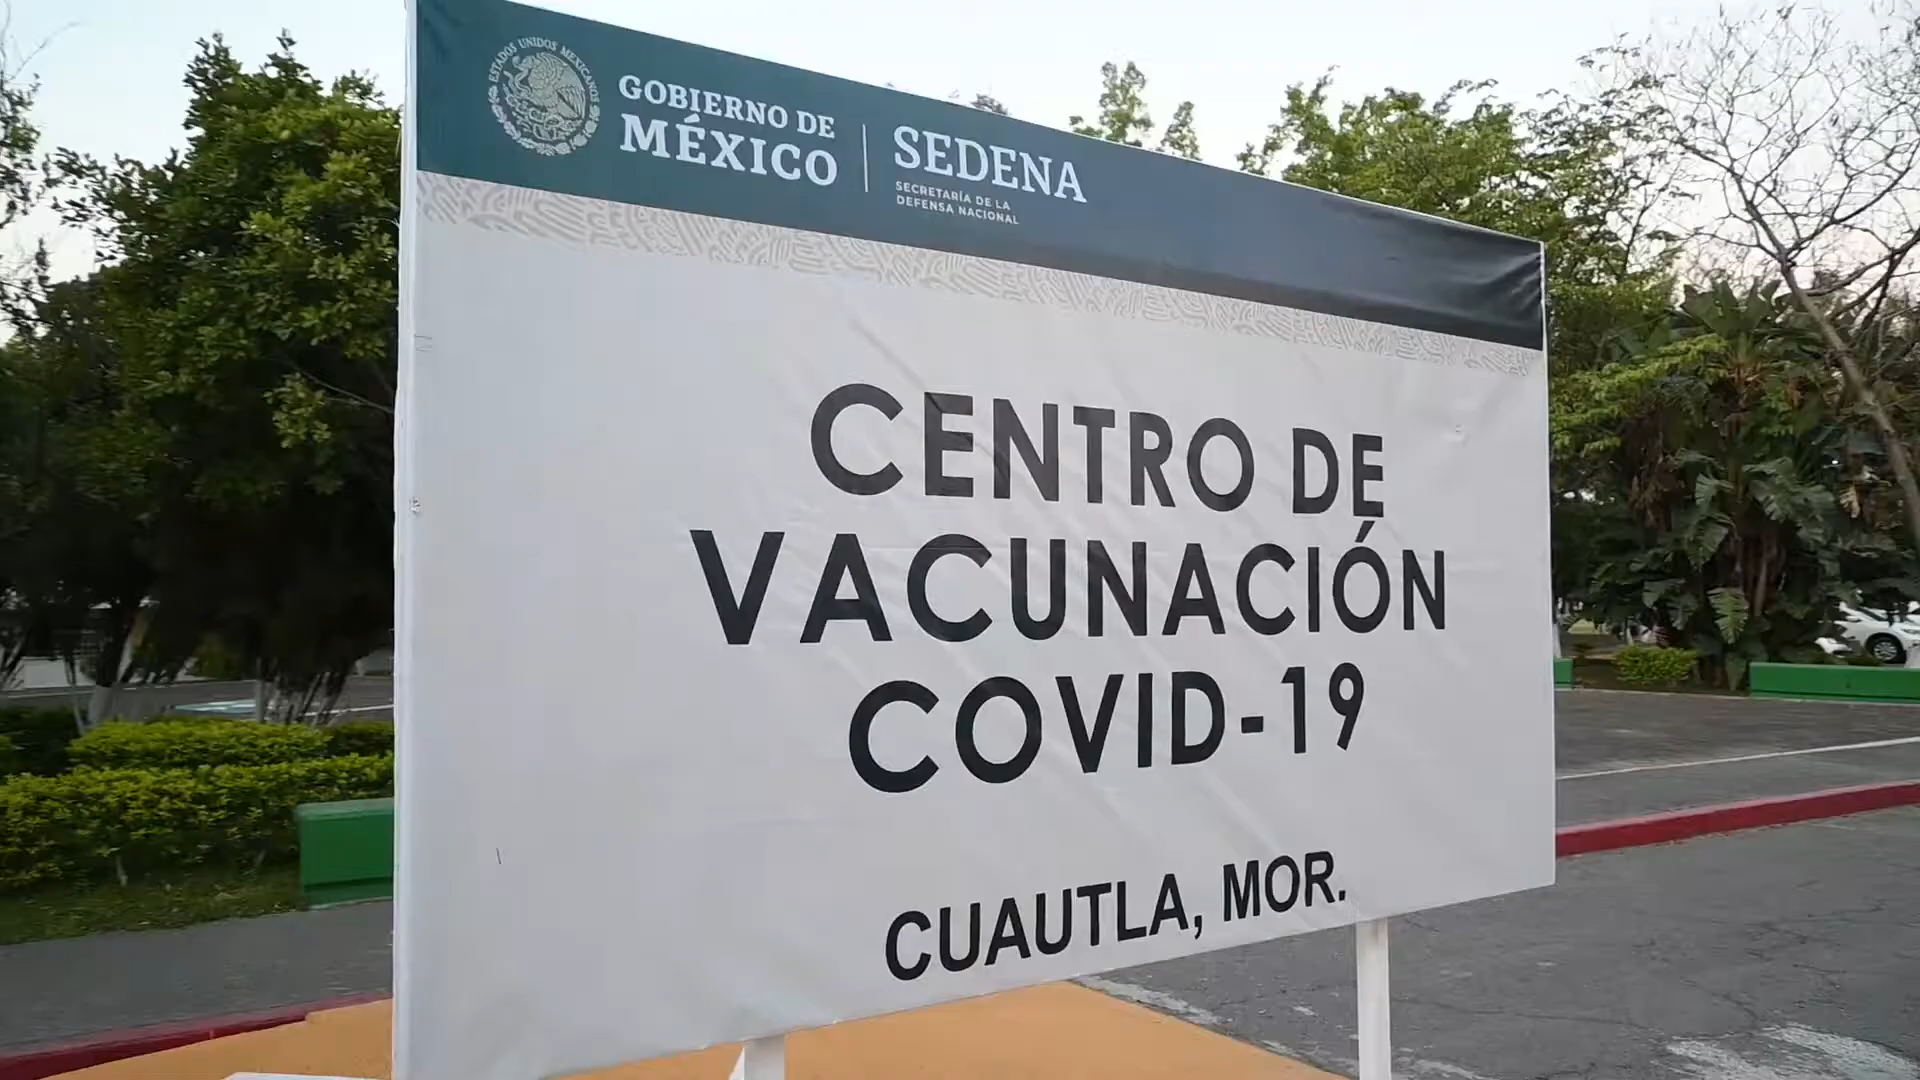 ESTADOS UNIDOS MEXICANOS
GOBIERNO DE
MÉXICO
SEDENA
SECRETARÍA DE LA
DEFENSA NACIONAL
CENTRO DE
VACUNACIÓN
COVID-19
CUAUTLA, MOR.